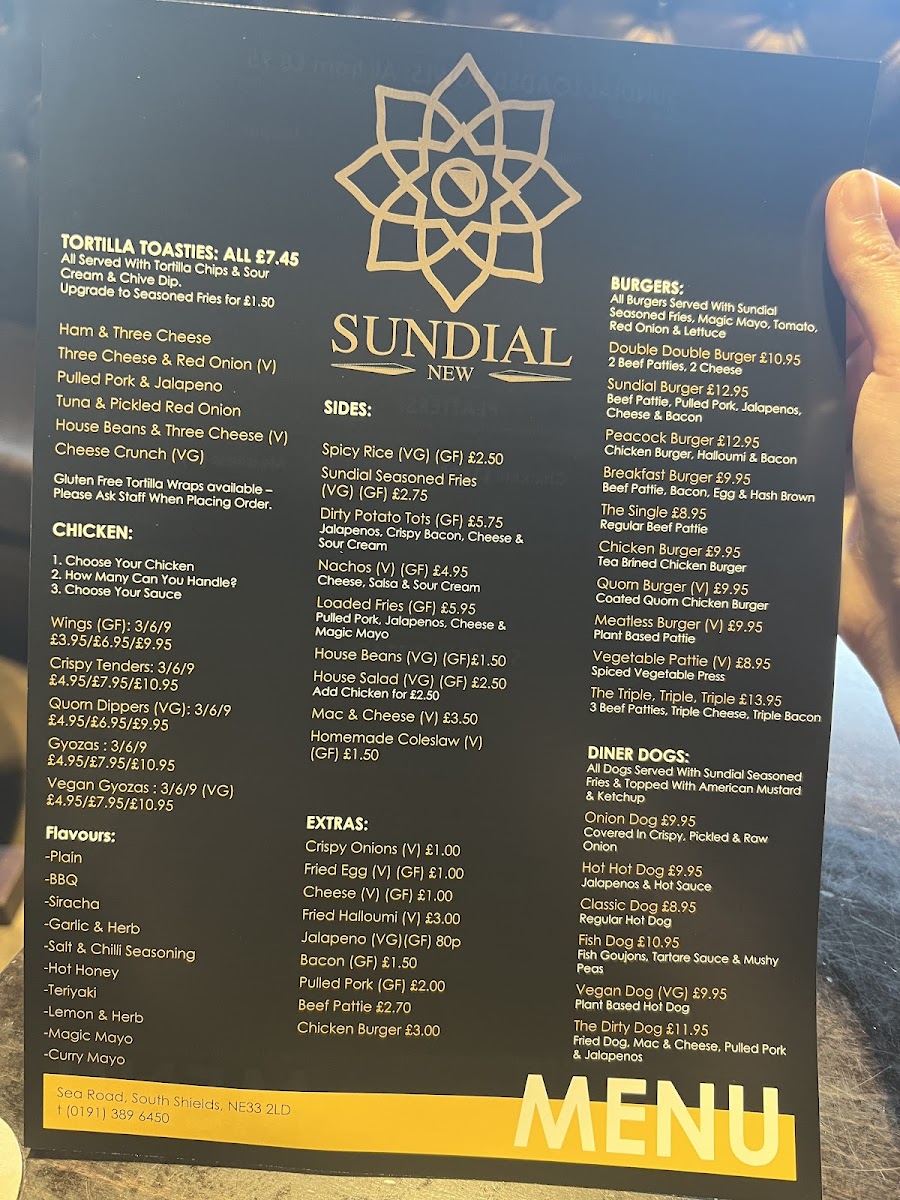 TORTILLA TOASTIES: ALL £7.45
All Served With Tortilla Chips & Sour
Cream & Chive Dip.
Upgrade to Seasoned Fries for £1.50
Ham & Three Cheese
Three Cheese & Red Onion (V)
Pulled Pork & Jalapeno
Tuna & Pickled Red Onion
House Beans & Three Cheese (V)
Cheese Crunch (VG)
Gluten Free Tortilla Wraps available –
Please Ask Staff When Placing Order.
CHICKEN:
1. Choose Your Chicken
2. How Many Can You Handle?
3. Choose Your Sauce
Wings (GF): 3/6/9
£3.95/£6.95/£9.95
Crispy Tenders: 3/6/9
£4.95/£7.95/£10.95
Quorn Dippers (VG): 3/6/9
£4.95/£6.95/£9.95
Gyozas : 3/6/9
£4.95/£7.95/£10.95
Vegan Gyozas : 3/6/9 (VG)
£4.95/£7.95/£10.95
Flavours:
-Plain
-BBQ
-Siracha
-Garlic & Herb
-Salt & Chilli Seasoning
-Hot Honey
-Teriyaki
-Lemon & Herb
-Magic Mayo
-Curry Mayo
SUNDIAL
NEW
SIDES:
Spicy Rice (VG) (GF) £2.50
Sundial Seasoned Fries
(VG) (GF) £2.75
Dirty Potato Tots (GF) £5.75
Jalapenos, Crispy Bacon, Cheese &
Sour Cream
Nachos (V) (GF) £4.95
Cheese, Salsa & Sour Cream
Loaded Fries (GF) £5.95
Pulled Pork, Jalapenos, Cheese &
Magic Mayo
House Beans (VG) (GF)£1.50
House Salad (VG) (GF) £2.50
Add Chicken for £2.50
Mac & Cheese (V) £3.50
Homemade Coleslaw (V)
(GF) £1.50
EXTRAS:
Crispy Onions (V) £1.00
Fried Egg (V) (GF) £1.00
Cheese (V) (GF) £1.00
Fried Halloumi (V) £3.00
Jalapeno (VG)(GF) 80p
Bacon (GF) £1.50
Pulled Pork (GF) £2.00
Beef Pattie £2.70
Chicken Burger £3.00
BURGERS:
All Burgers Served With Sundial
Seasoned Fries, Magic Mayo, Tomato,
Red Onion & Lettuce
Double Double Burger £10.95
2 Beef Patties, 2 Cheese
Sundial Burger £12.95
Beef Pattie, Pulled Pork, Jalapenos,
Cheese & Bacon
Peacock Burger £12.95
Chicken Burger, Halloumi & Bacon
Breakfast Burger £9.95
Beef Pattie, Bacon, Egg & Hash Brown
The Single £8.95
Regular Beef Pattie
Chicken Burger £9.95
Tea Brined Chicken Burger
Quorn Burger (V) £9.95
Coated Quorn Chicken Burger
Meatless Burger (V) £9.95
Plant Based Pattie
Vegetable Pattie (V) £8.95
Spiced Vegetable Press
The Triple, Triple, Triple £13.95
3 Beef Patties, Triple Cheese, Triple Bacon
DINER DOGS:
All Dogs Served With Sundial Seasoned
Fries & Topped With American Mustard
& Ketchup
Onion Dog £9.95
Covered In Crispy, Pickled & Raw
Onion
Hot Hot Dog £9.95
Jalapenos & Hot Sauce
Classic Dog £8.95
Regular Hot Dog
Fish Dog £10.95
Fish Goujons, Tartare Sauce & Mushy
Peas
Vegan Dog (VG) £9.95
Plant Based Hot Dog
The Dirty Dog £11.95
Fried Dog, Mac & Cheese, Pulled Pork
& Jalapenos
Sea Road, South Shields, NE33 2LD
t (0191) 389 6450
MENU